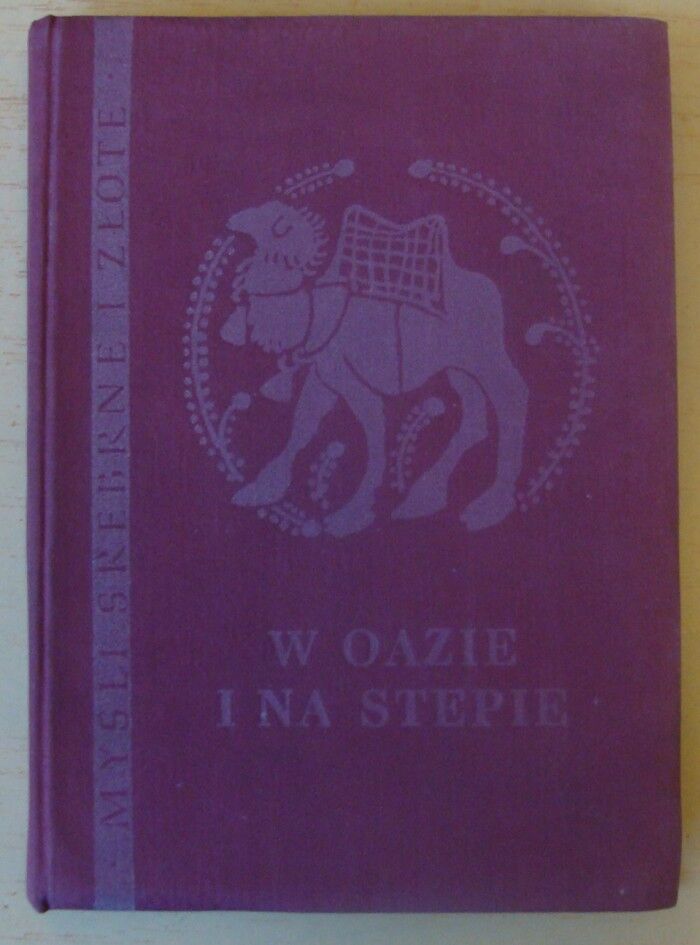 MYŚLI SREBRNE I ZŁOTE
W OAZIE
I NA STEPIE